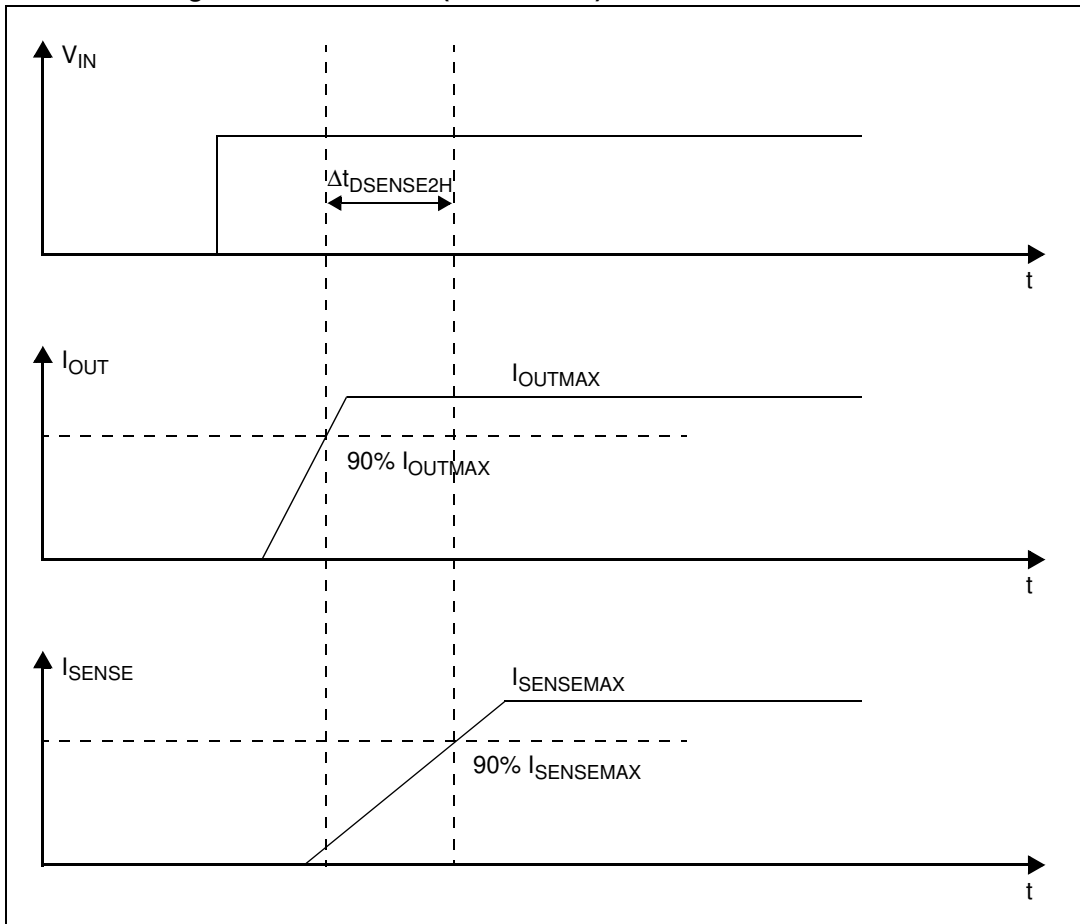 V_IN
Δt_DSENSE2H
t
I_OUT
I_OUTMAX
90% I_OUTMAX
t
I_SENSE
I_SENSEMAX
90% I_SENSEMAX
t